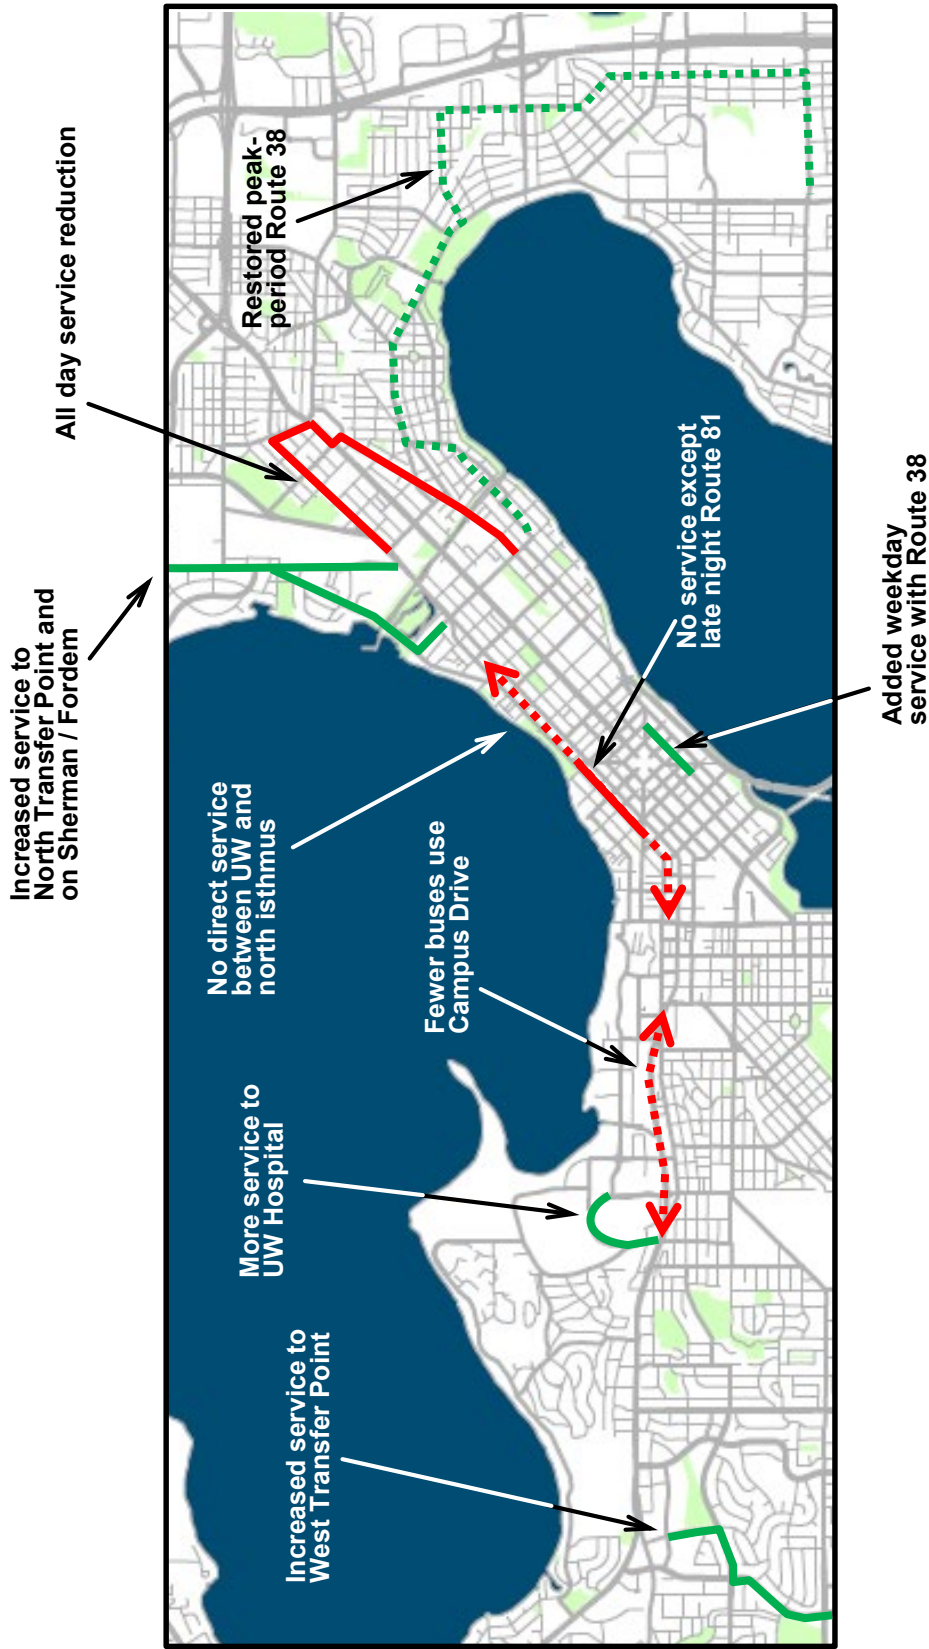 Increased service to
North Transfer Point and
on Sherman / Fordem
All day service reduction
Restored peak-
period Route 38
No direct service
between UW and
north isthmus
More service to
UW Hospital
Increased service to
West Transfer Point
Fewer buses use
Campus Drive
No service except
late night Route 81
Added weekday
service with Route 38